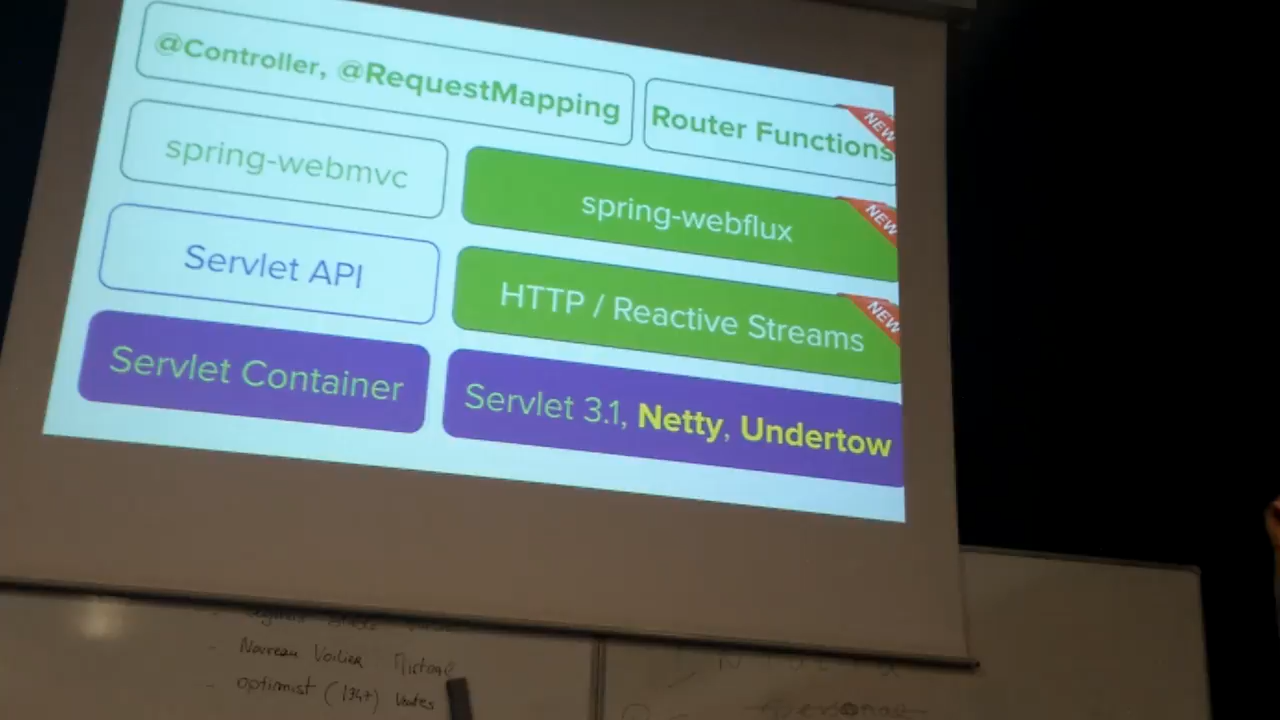 @Controller, @RequestMapping
Router Functions
NEW
spring-webmvc
spring-webflux
NEW
Servlet API
HTTP / Reactive Streams
NEW
Servlet Container
Servlet 3.1, Netty, Undertow
- Nouveau Voilier
- optimist (1347)